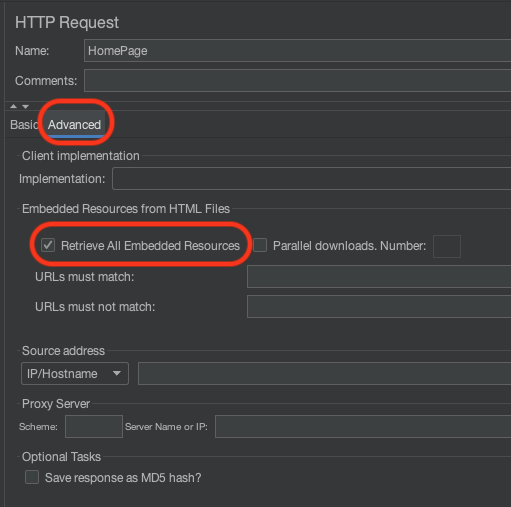 HTTP Request
Name: HomePage
Comments:
Basic Advanced
Client implementation
Implementation:
Embedded Resources from HTML Files
Retrieve All Embedded Resources Parallel downloads. Number:
URLs must match:
URLs must not match:
Source address
IP/Hostname
Proxy Server
Scheme: Server Name or IP:
Optional Tasks
Save response as MD5 hash?